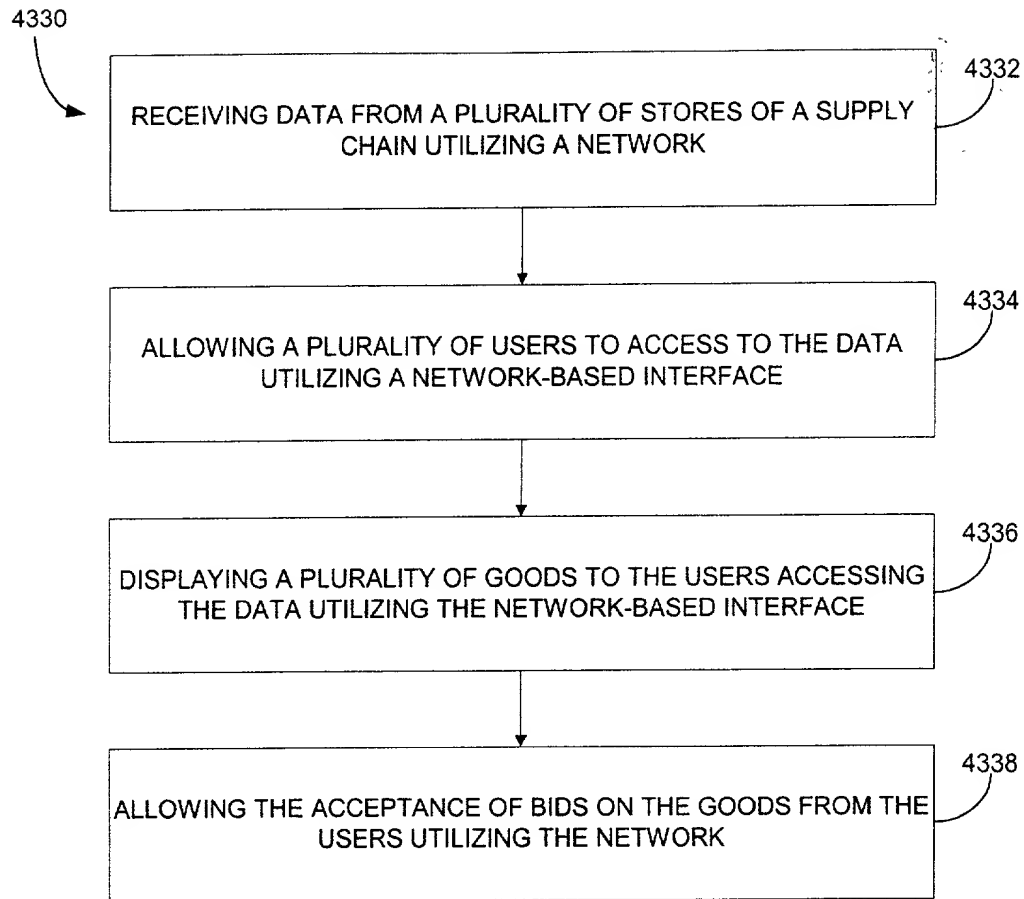 4330
4332
RECEIVING DATA FROM A PLURALITY OF STORES OF A SUPPLY
CHAIN UTILIZING A NETWORK
4334
ALLOWING A PLURALITY OF USERS TO ACCESS TO THE DATA
UTILIZING A NETWORK-BASED INTERFACE
4336
DISPLAYING A PLURALITY OF GOODS TO THE USERS ACCESSING
THE DATA UTILIZING THE NETWORK-BASED INTERFACE
4338
ALLOWING THE ACCEPTANCE OF BIDS ON THE GOODS FROM THE
USERS UTILIZING THE NETWORK